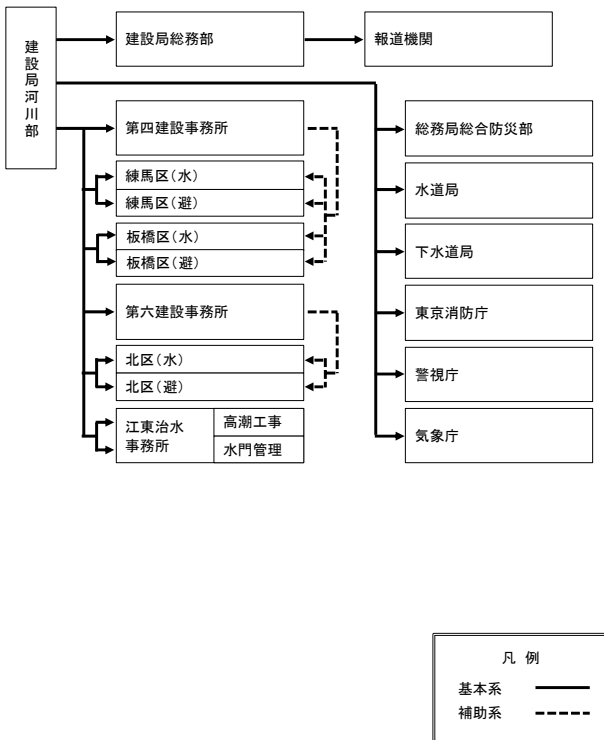 建設局河川部
建設局総務部
報道機関
第四建設事務所
練馬区（水）
練馬区（避）
板橋区（水）
板橋区（避）
第六建設事務所
北区（水）
北区（避）
江東治水
事務所
高潮工事
水門管理
総務局総合防災部
水道局
下水道局
東京消防庁
警視庁
気象庁
凡 例
基本系
補助系